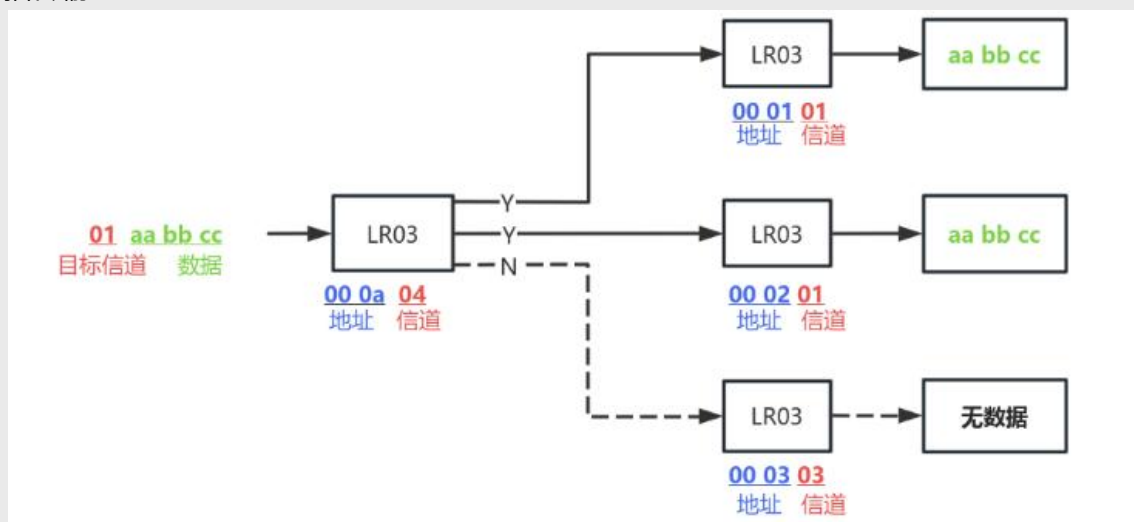 LR03
aa bb cc
00 01 01
地址 信道
Y
01 aa bb cc
目标信道 数据
LR03
Y
LR03
aa bb cc
N
00 0a 04
地址 信道
00 02 01
地址 信道
LR03
无数据
00 03 03
地址 信道